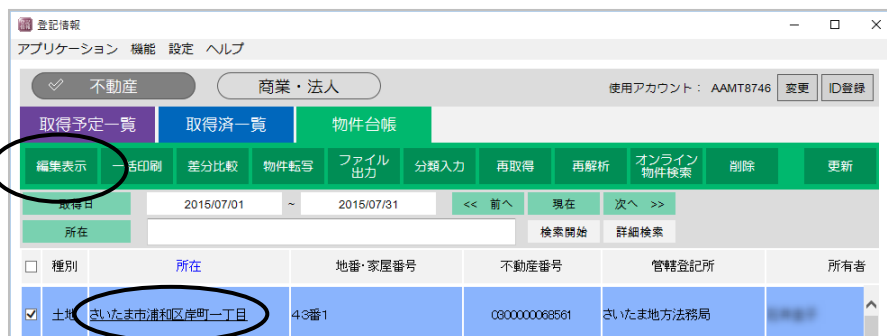 登記情報
アプリケーション 機能 設定 ヘルプ
不動産 商業・法人 使用アカウント： AAMT8746 変更 ID登録
取得予定一覧 取得済一覧 物件台帳
編集表示 一括印刷 差分比較 物件転写 ファイル出力 分類入力 再取得 再解析 オンライン物件検索 削除 更新
取得日 2015/07/01 ~ 2015/07/31 << 前へ 現在 次へ >>
所在 検索開始 詳細検索
種別 所在 地番・家屋番号 不動産番号 管轄登記所 所有者
土地 さいたま市浦和区岸町一丁目 43番1 0300000068561 さいたま地方法務局